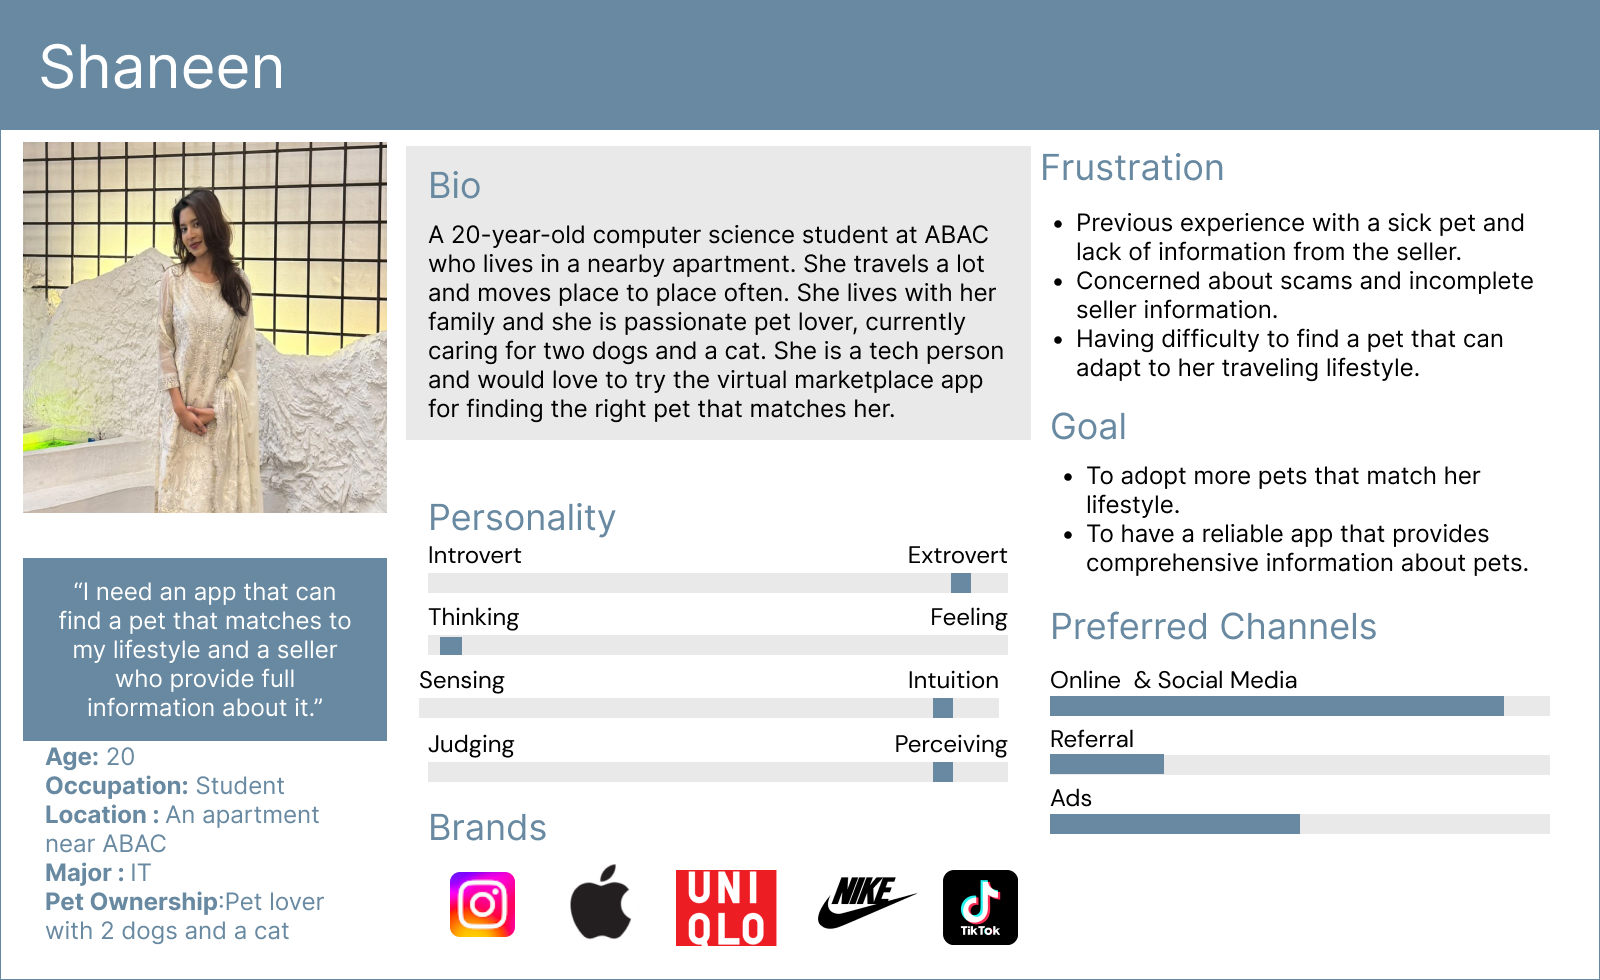 Shaneen
“I need an app that can
find a pet that matches to
my lifestyle and a seller
who provide full
information about it.”
Age: 20
Occupation: Student
Location : An apartment
near ABAC
Major : IT
Pet Ownership:Pet lover
with 2 dogs and a cat
Bio
A 20-year-old computer science student at ABAC
who lives in a nearby apartment. She travels a lot
and moves place to place often. She lives with her
family and she is passionate pet lover, currently
caring for two dogs and a cat. She is a tech person
and would love to try the virtual marketplace app
for finding the right pet that matches her.
Personality
Introvert Extrovert
Thinking Feeling
Sensing Intuition
Judging Perceiving
Brands
UNI
QLO
NIKE
TikTok
Frustration
• Previous experience with a sick pet and
lack of information from the seller.
• Concerned about scams and incomplete
seller information.
• Having difficulty to find a pet that can
adapt to her traveling lifestyle.
Goal
• To adopt more pets that match her
lifestyle.
• To have a reliable app that provides
comprehensive information about pets.
Preferred Channels
Online & Social Media
Referral
Ads